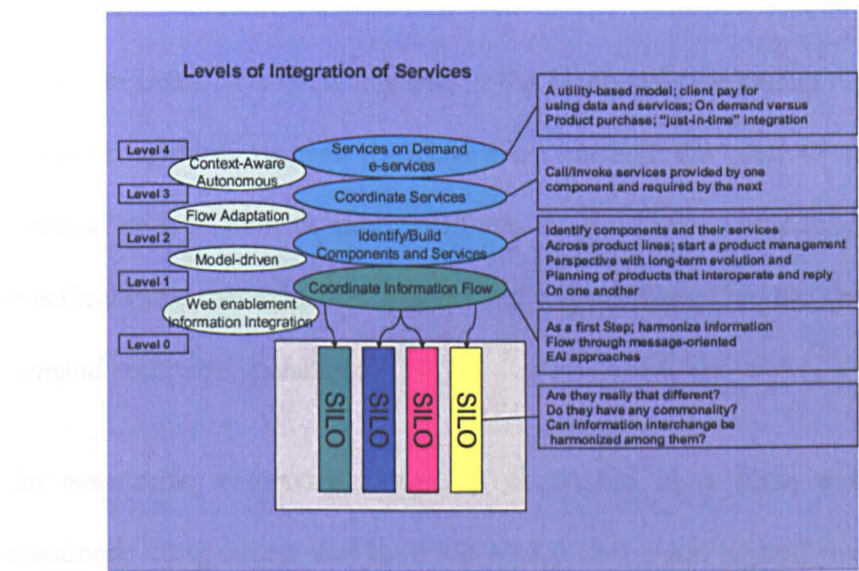 Levels of Integration of Services
A utility-based model; client pay for
using data and services; On demand versus
Product purchase; "just-in-time" integration
Level 4
Services on Demand
e-services
Context-Aware
Autonomous
Call/Invoke services provided by one
component and required by the next
Level 3
Coordinate Services
Flow Adaptation
Level 2
Identify/Build
Components and Services
Identify components and their services
Across product lines; start a product management
Perspective with long-term evolution and
Planning of products that interoperate and reply
On one another
Model-driven
Level 1
Coordinate Information Flow
Web enablement
Information Integration
As a first Step; harmonize information
Flow through message-oriented
EAI approaches
Level 0
SILO
SILO
SILO
SILO
Are they really that different?
Do they have any commonality?
Can information interchange be
harmonized among them?